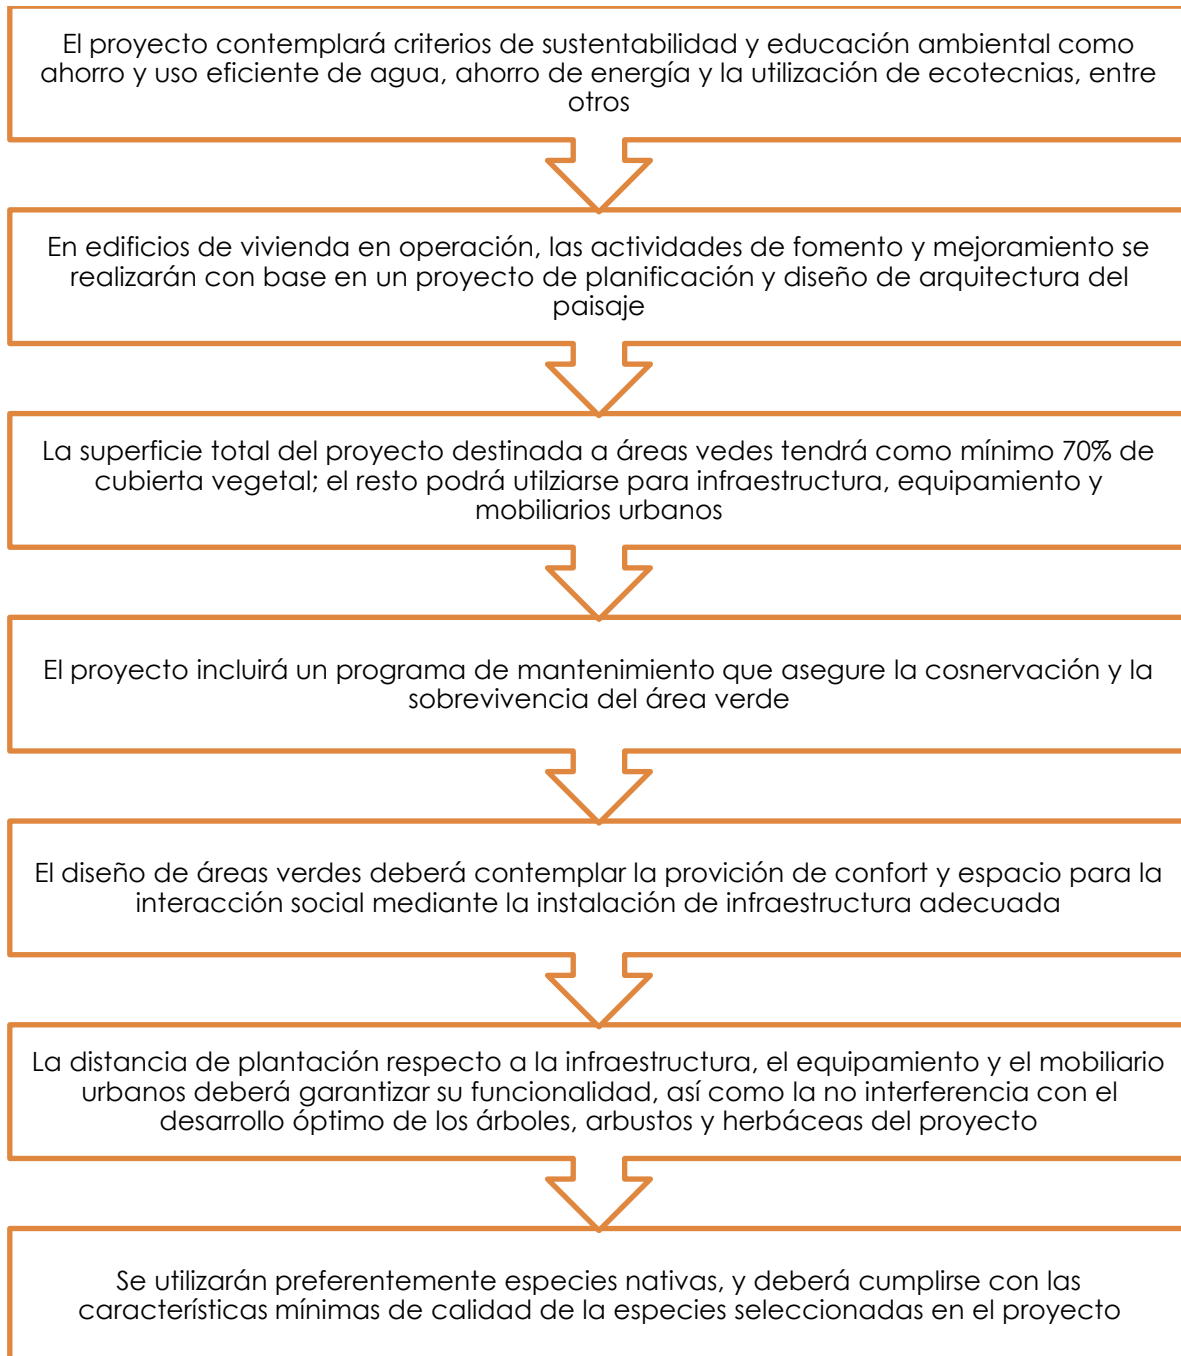 El proyecto contemplará criterios de sustentabilidad y educación ambiental como
ahorro y uso eficiente de agua, ahorro de energía y la utilización de ecotecnias, entre
otros
En edificios de vivienda en operación, las actividades de fomento y mejoramiento se
realizarán con base en un proyecto de planificación y diseño de arquitectura del
paisaje
La superficie total del proyecto destinada a áreas vedes tendrá como mínimo 70% de
cubierta vegetal; el resto podrá utilziarse para infraestructura, equipamiento y
mobiliarios urbanos
El proyecto incluirá un programa de mantenimiento que asegure la cosnervación y la
sobrevivencia del área verde
El diseño de áreas verdes deberá contemplar la provición de confort y espacio para la
interacción social mediante la instalación de infraestructura adecuada
La distancia de plantación respecto a la infraestructura, el equipamiento y el mobiliario
urbanos deberá garantizar su funcionalidad, así como la no interferencia con el
desarrollo óptimo de los árboles, arbustos y herbáceas del proyecto
Se utilizarán preferentemente especies nativas, y deberá cumplirse con las
características mínimas de calidad de la especies seleccionadas en el proyecto